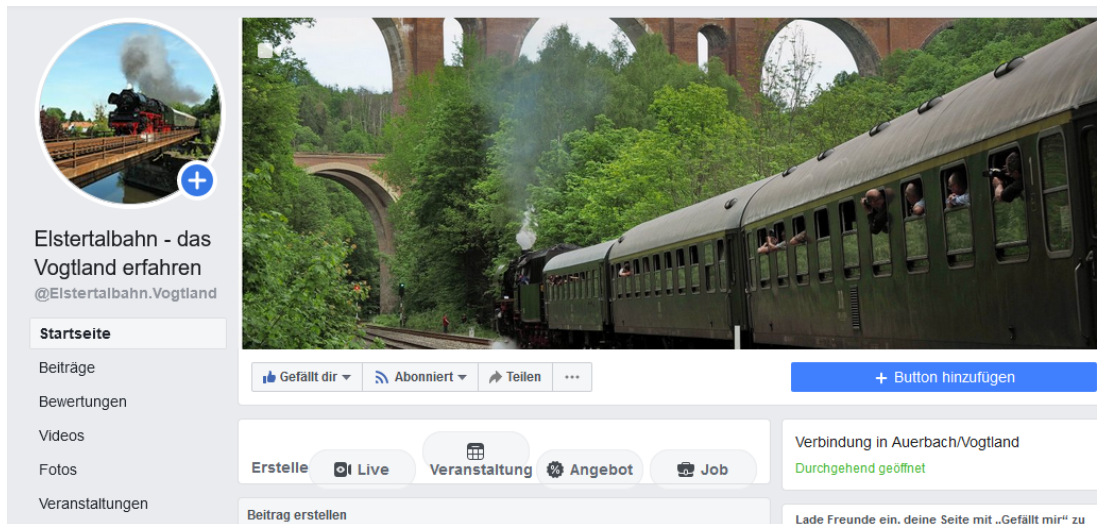 Elstertalbahn - das
Vogtland erfahren
@Elstertalbahn.Vogtland
Startseite
Beiträge
Bewertungen
Videos
Fotos
Veranstaltungen
Gefällt dir
Abonniert
Teilen
+ Button hinzufügen
Erstelle
Live
Veranstaltung
Angebot
Job
Beitrag erstellen
Verbindung in Auerbach/Vogtland
Durchgehend geöffnet
Lade Freunde ein, deine Seite mit „Gefällt mir“ zu